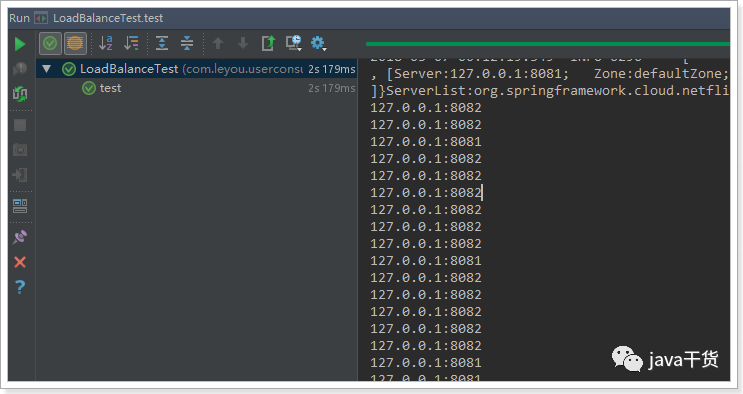 Run LoadBalanceTest.test
LoadBalanceTest (com.leyou.usercons 2s 179ms
test 2s 179ms
, [Server:127.0.0.1:8081; Zone:defaultZone;
]}ServerList:org.springframework.cloud.netfli
127.0.0.1:8082
127.0.0.1:8082
127.0.0.1:8081
127.0.0.1:8082
127.0.0.1:8082
127.0.0.1:8082
127.0.0.1:8082
127.0.0.1:8082
127.0.0.1:8082
127.0.0.1:8081
127.0.0.1:8082
127.0.0.1:8082
127.0.0.1:8082
127.0.0.1:8082
127.0.0.1:8082
127.0.0.1:8081
127.0.0.1:8081
java干货